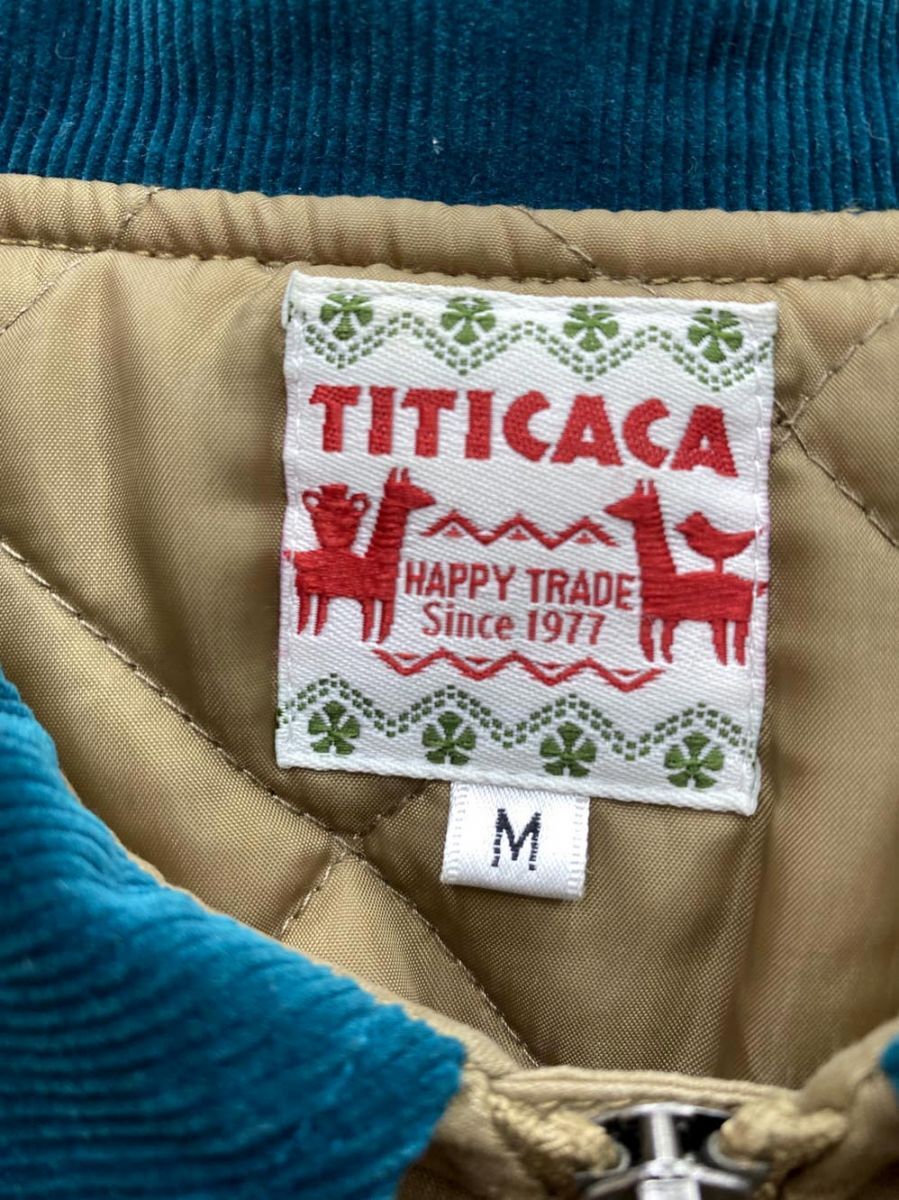 TITICACA
HAPPY TRADE
Since 1977
M